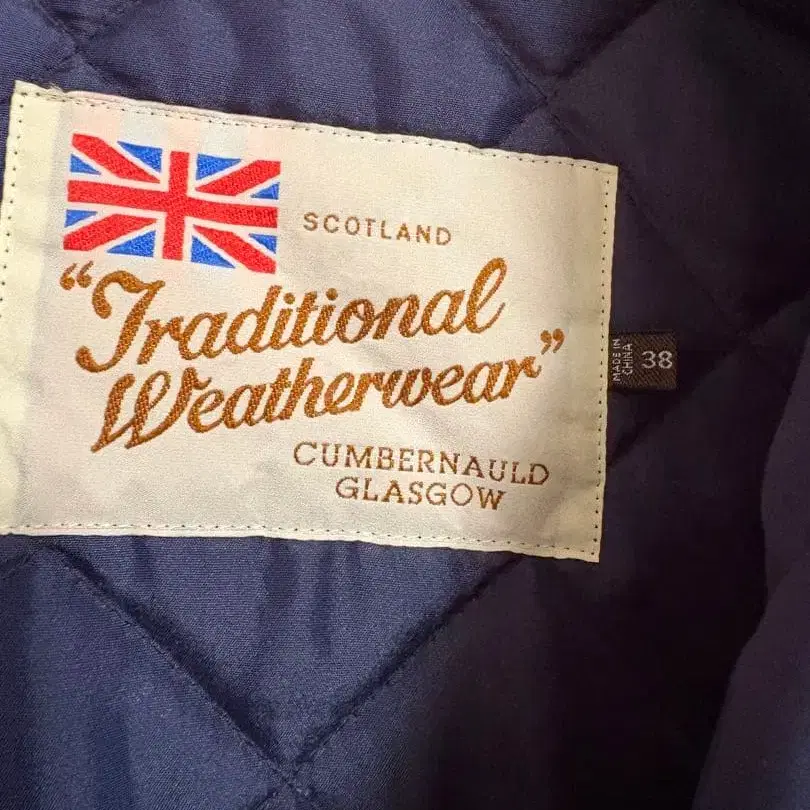 SCOTLAND
“Traditional
Weatherwear”
CUMBERNAULD
GLASGOW
MADE IN
CHINA
38